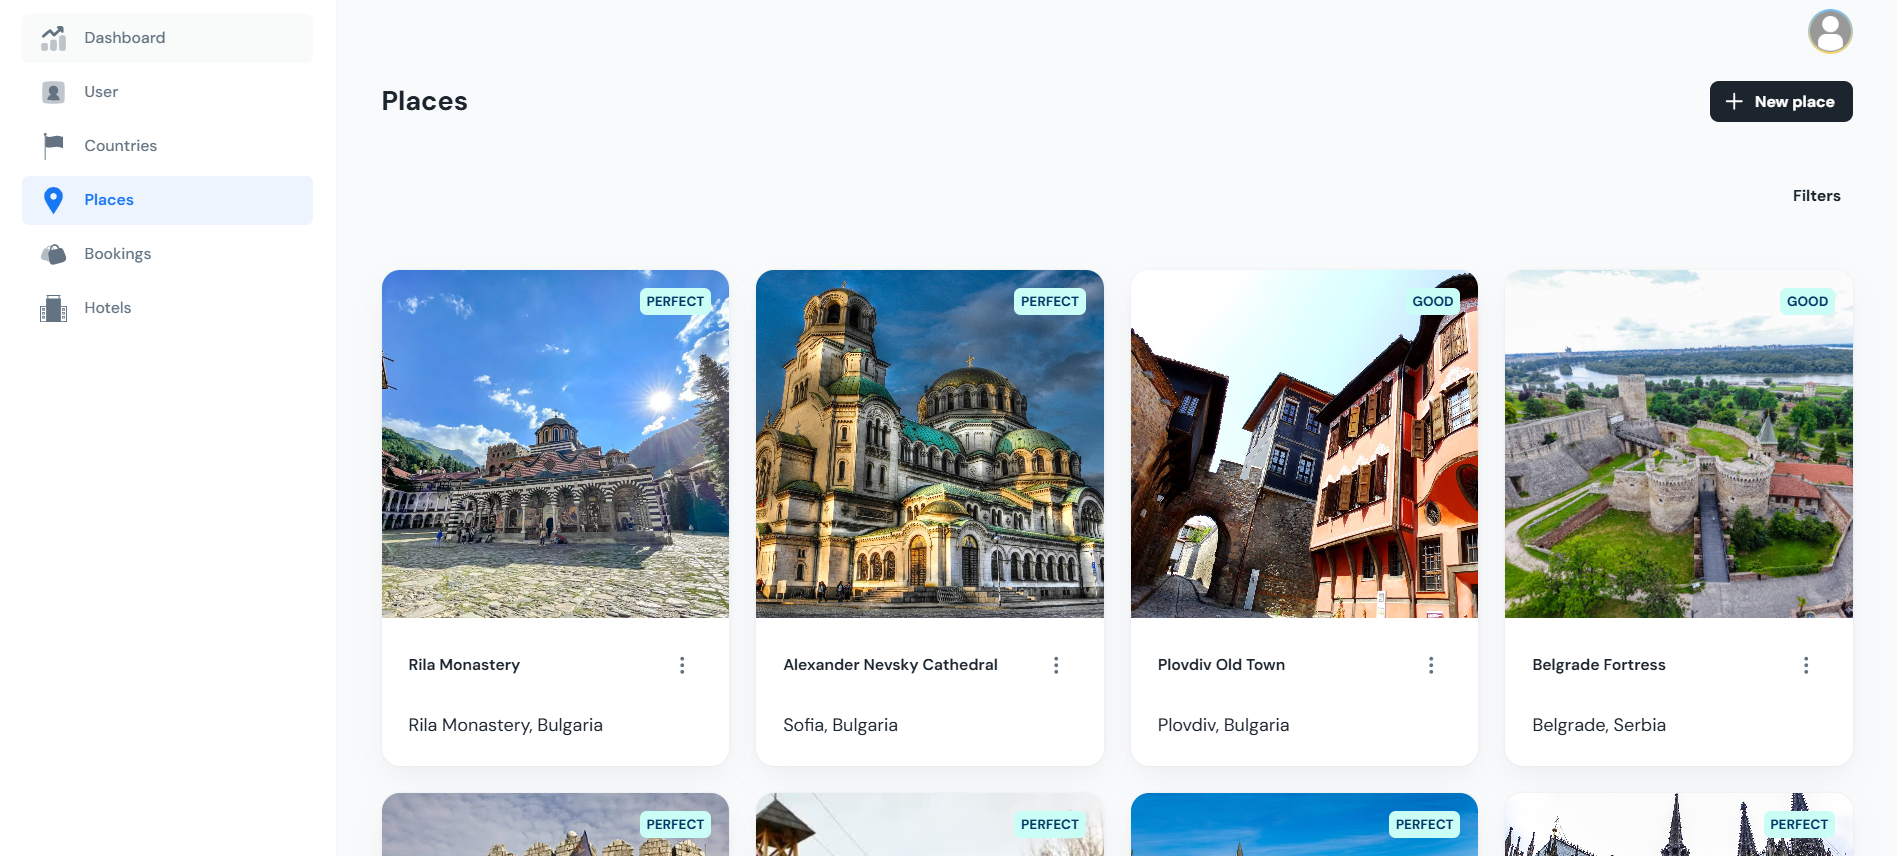 Dashboard
User
Countries
Places
Bookings
Hotels
Places
New place
Filters
PERFECT
PERFECT
GOOD
GOOD
Rila Monastery
Alexander Nevsky Cathedral
Plovdiv Old Town
Belgrade Fortress
Rila Monastery, Bulgaria
Sofia, Bulgaria
Plovdiv, Bulgaria
Belgrade, Serbia
PERFECT
PERFECT
PERFECT
PERFECT